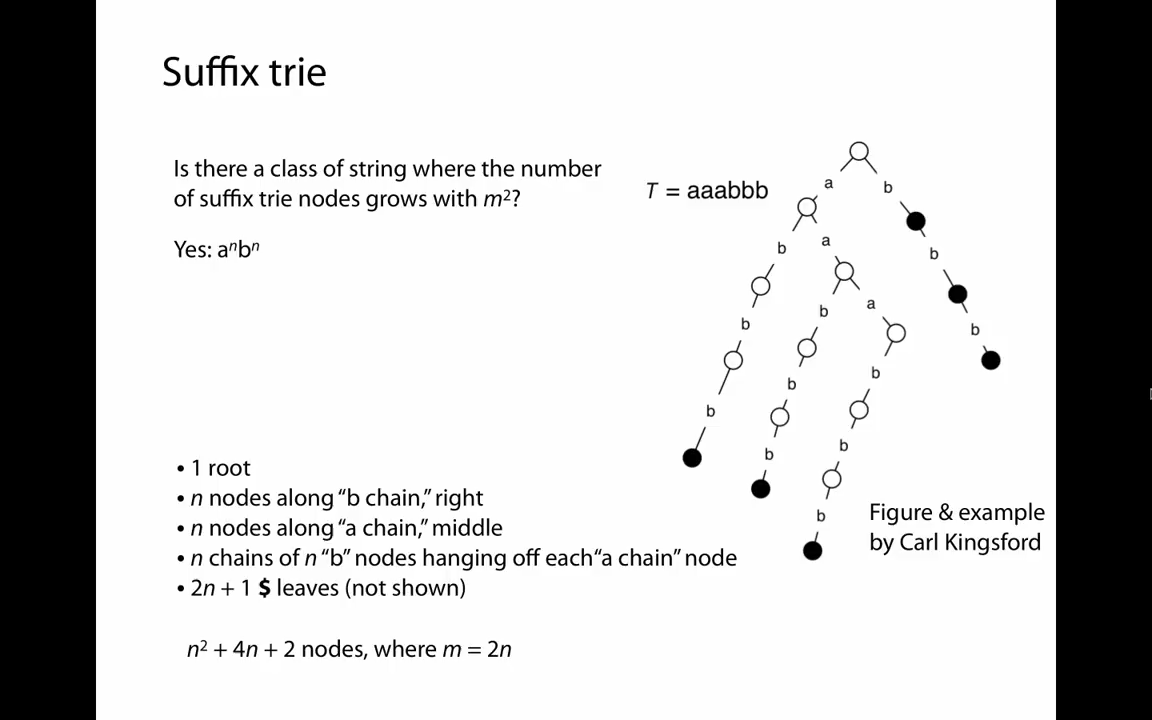 Suffix trie
Is there a class of string where the number
of suffix trie nodes grows with m²?
Yes: aⁿbⁿ
T = aaabbb
a
b
b
a
b
b
b
a
b
b
b
b
b
b
b
b
• 1 root
• n nodes along “b chain,” right
• n nodes along “a chain,” middle
• n chains of n “b” nodes hanging off each “a chain” node
• 2n + 1 $ leaves (not shown)
n² + 4n + 2 nodes, where m = 2n
Figure & example
by Carl Kingsford